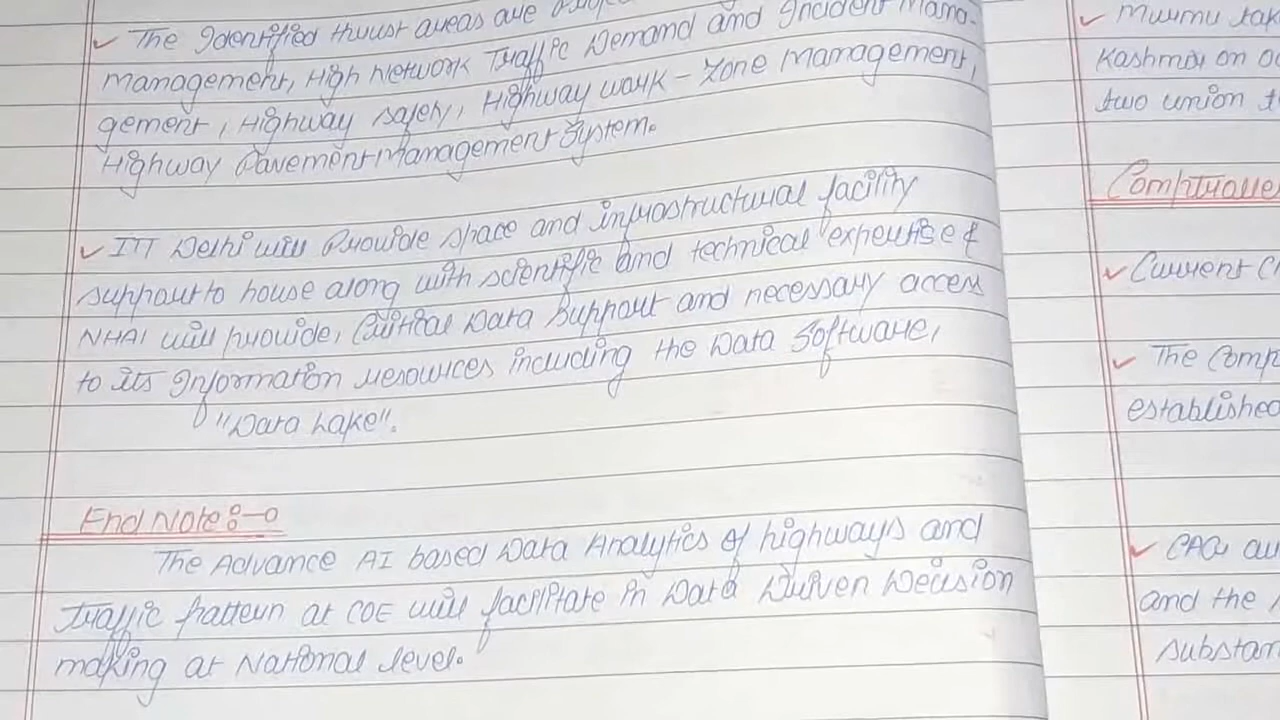 ✓ The Identified thrust areas are
management, High Network Traffic Demand and Incident Mana-
gement, Highway safety, Highway work - Zone Management,
Highway Pavement Management System.
✓ IIT Delhi will Provide space and infrastructural facility
support to house along with scientific and technical expertise &
NHAI will provide, Critical Data Support and necessary access
to its Information resources including the Data Software,
"Data Lake".
End Note:-
The Advance AI based Data Analytics of highways and
Traffic pattern at COE will facilitate in Data Driven Decision
making at National level.
✓ Murmu tak
Kashmir on
two union t
Comptrolle
✓ Current C
✓ The Comp
established
✓ CAG
and the
substan